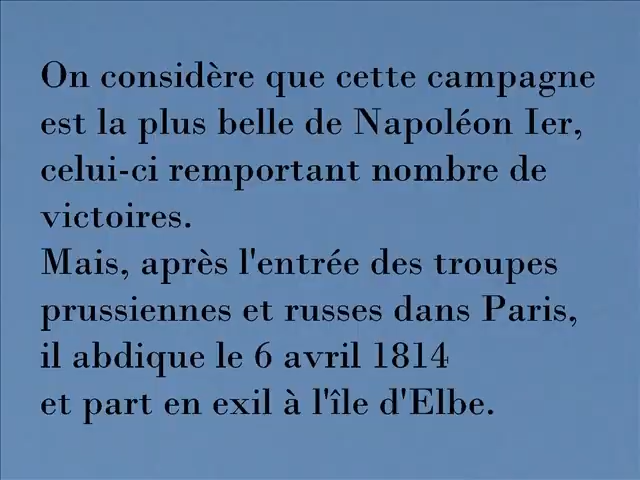 On considère que cette campagne
est la plus belle de Napoléon Ier,
celui-ci remportant nombre de
victoires.
Mais, après l'entrée des troupes
prussiennes et russes dans Paris,
il abdique le 6 avril 1814
et part en exil à l'île d'Elbe.